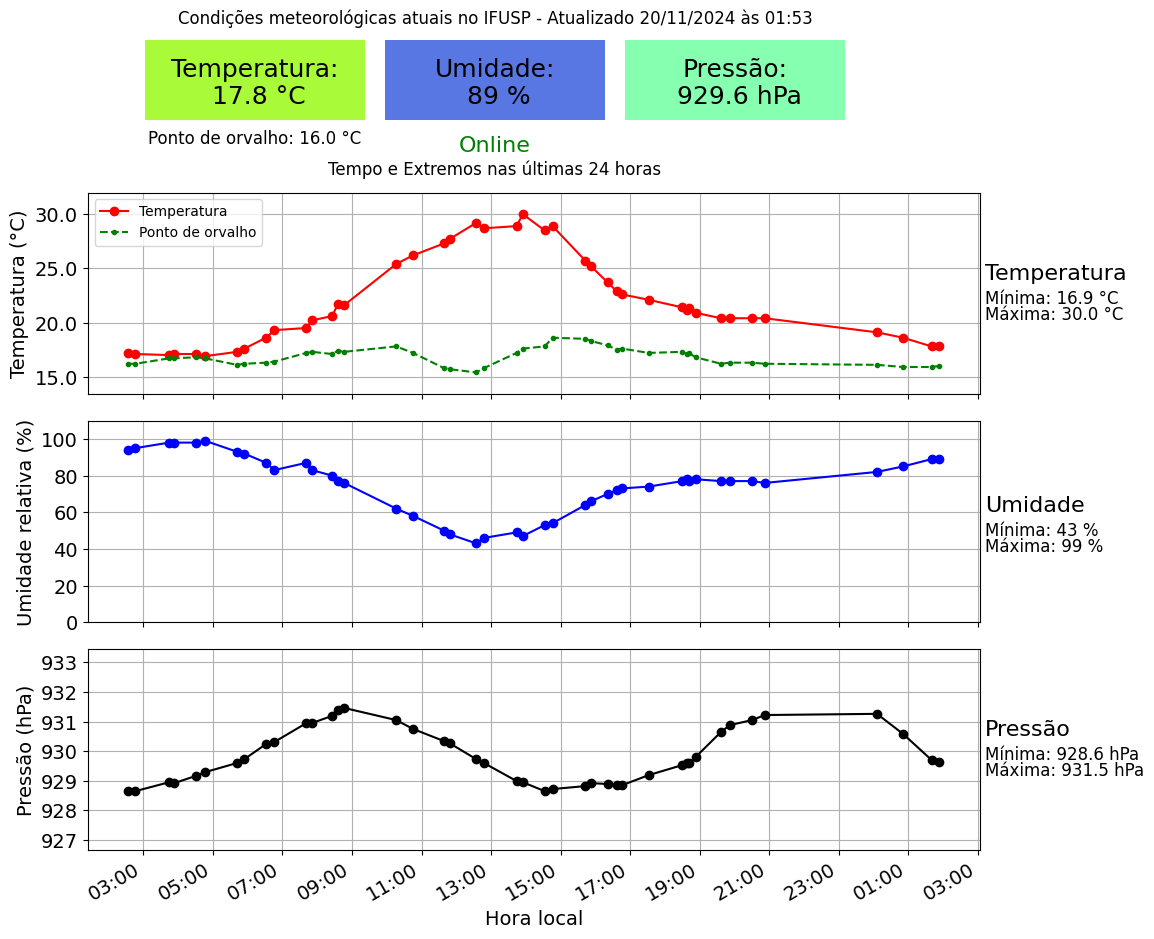 Condições meteorológicas atuais no IFUSP - Atualizado 20/11/2024 às 01:53
Temperatura:
17.8 °C
Umidade:
89 %
Pressão:
929.6 hPa
Ponto de orvalho: 16.0 °C
Online
Tempo e Extremos nas últimas 24 horas
Temperatura (°C)
30.0
25.0
20.0
15.0
Temperatura
Ponto de orvalho
Temperatura
Mínima: 16.9 °C
Máxima: 30.0 °C
Umidade relativa (%)
100
80
60
40
20
0
Umidade
Mínima: 43 %
Máxima: 99 %
Pressão (hPa)
933
932
931
930
929
928
927
Pressão
Mínima: 928.6 hPa
Máxima: 931.5 hPa
03:00
05:00
07:00
09:00
11:00
13:00
15:00
17:00
19:00
21:00
23:00
01:00
03:00
Hora local